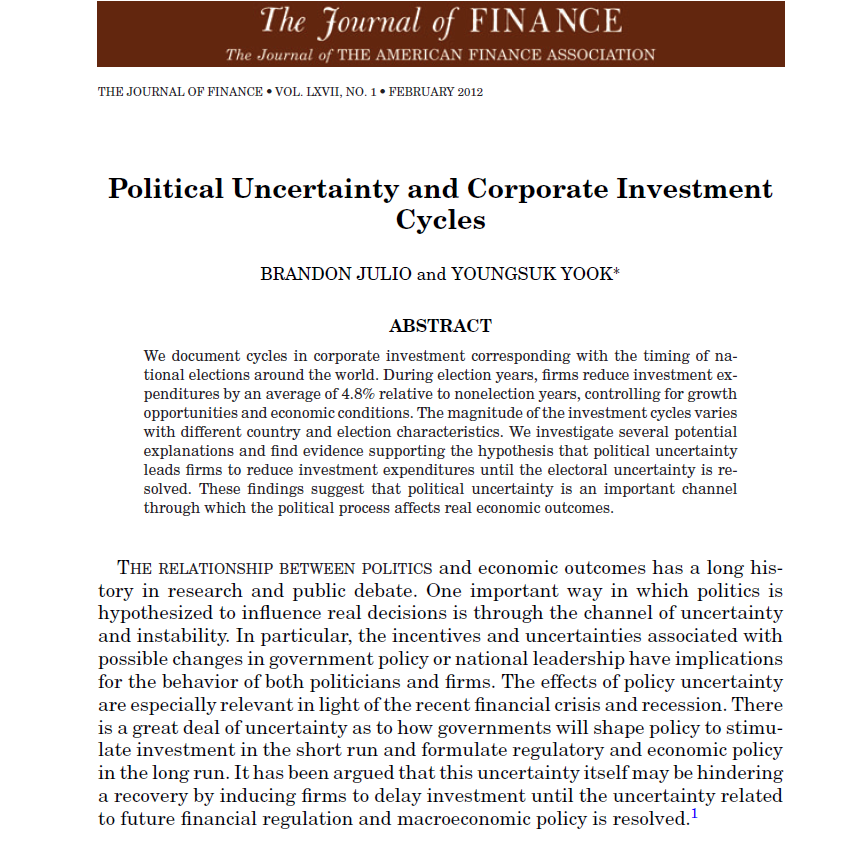 The Journal of FINANCE
The Journal of THE AMERICAN FINANCE ASSOCIATION
THE JOURNAL OF FINANCE • VOL. LXVII, NO. 1 • FEBRUARY 2012
Political Uncertainty and Corporate Investment
Cycles
BRANDON JULIO and YOUNGSUK YOOK*
ABSTRACT
We document cycles in corporate investment corresponding with the timing of na-
tional elections around the world. During election years, firms reduce investment ex-
penditures by an average of 4.8% relative to nonelection years, controlling for growth
opportunities and economic conditions. The magnitude of the investment cycles varies
with different country and election characteristics. We investigate several potential
explanations and find evidence supporting the hypothesis that political uncertainty
leads firms to reduce investment expenditures until the electoral uncertainty is re-
solved. These findings suggest that political uncertainty is an important channel
through which the political process affects real economic outcomes.
THE RELATIONSHIP BETWEEN POLITICS and economic outcomes has a long his-
tory in research and public debate. One important way in which politics is
hypothesized to influence real decisions is through the channel of uncertainty
and instability. In particular, the incentives and uncertainties associated with
possible changes in government policy or national leadership have implications
for the behavior of both politicians and firms. The effects of policy uncertainty
are especially relevant in light of the recent financial crisis and recession. There
is a great deal of uncertainty as to how governments will shape policy to stimu-
late investment in the short run and formulate regulatory and economic policy
in the long run. It has been argued that this uncertainty itself may be hindering
a recovery by inducing firms to delay investment until the uncertainty related
to future financial regulation and macroeconomic policy is resolved.1